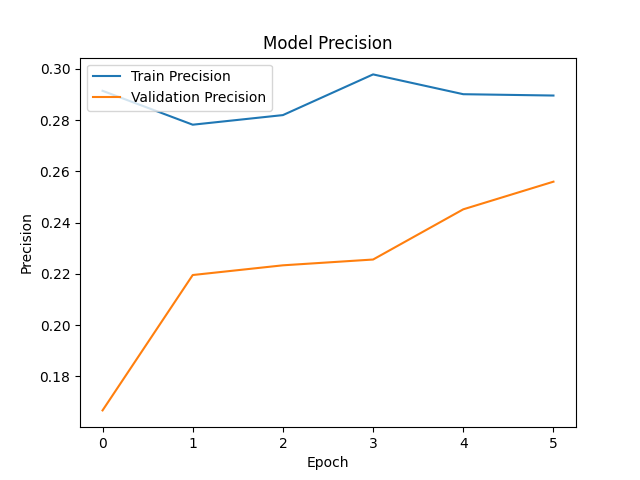 Model Precision
Train Precision
Validation Precision
Precision
0.30
0.28
0.26
0.24
0.22
0.20
0.18
0 1 2 3 4 5
Epoch